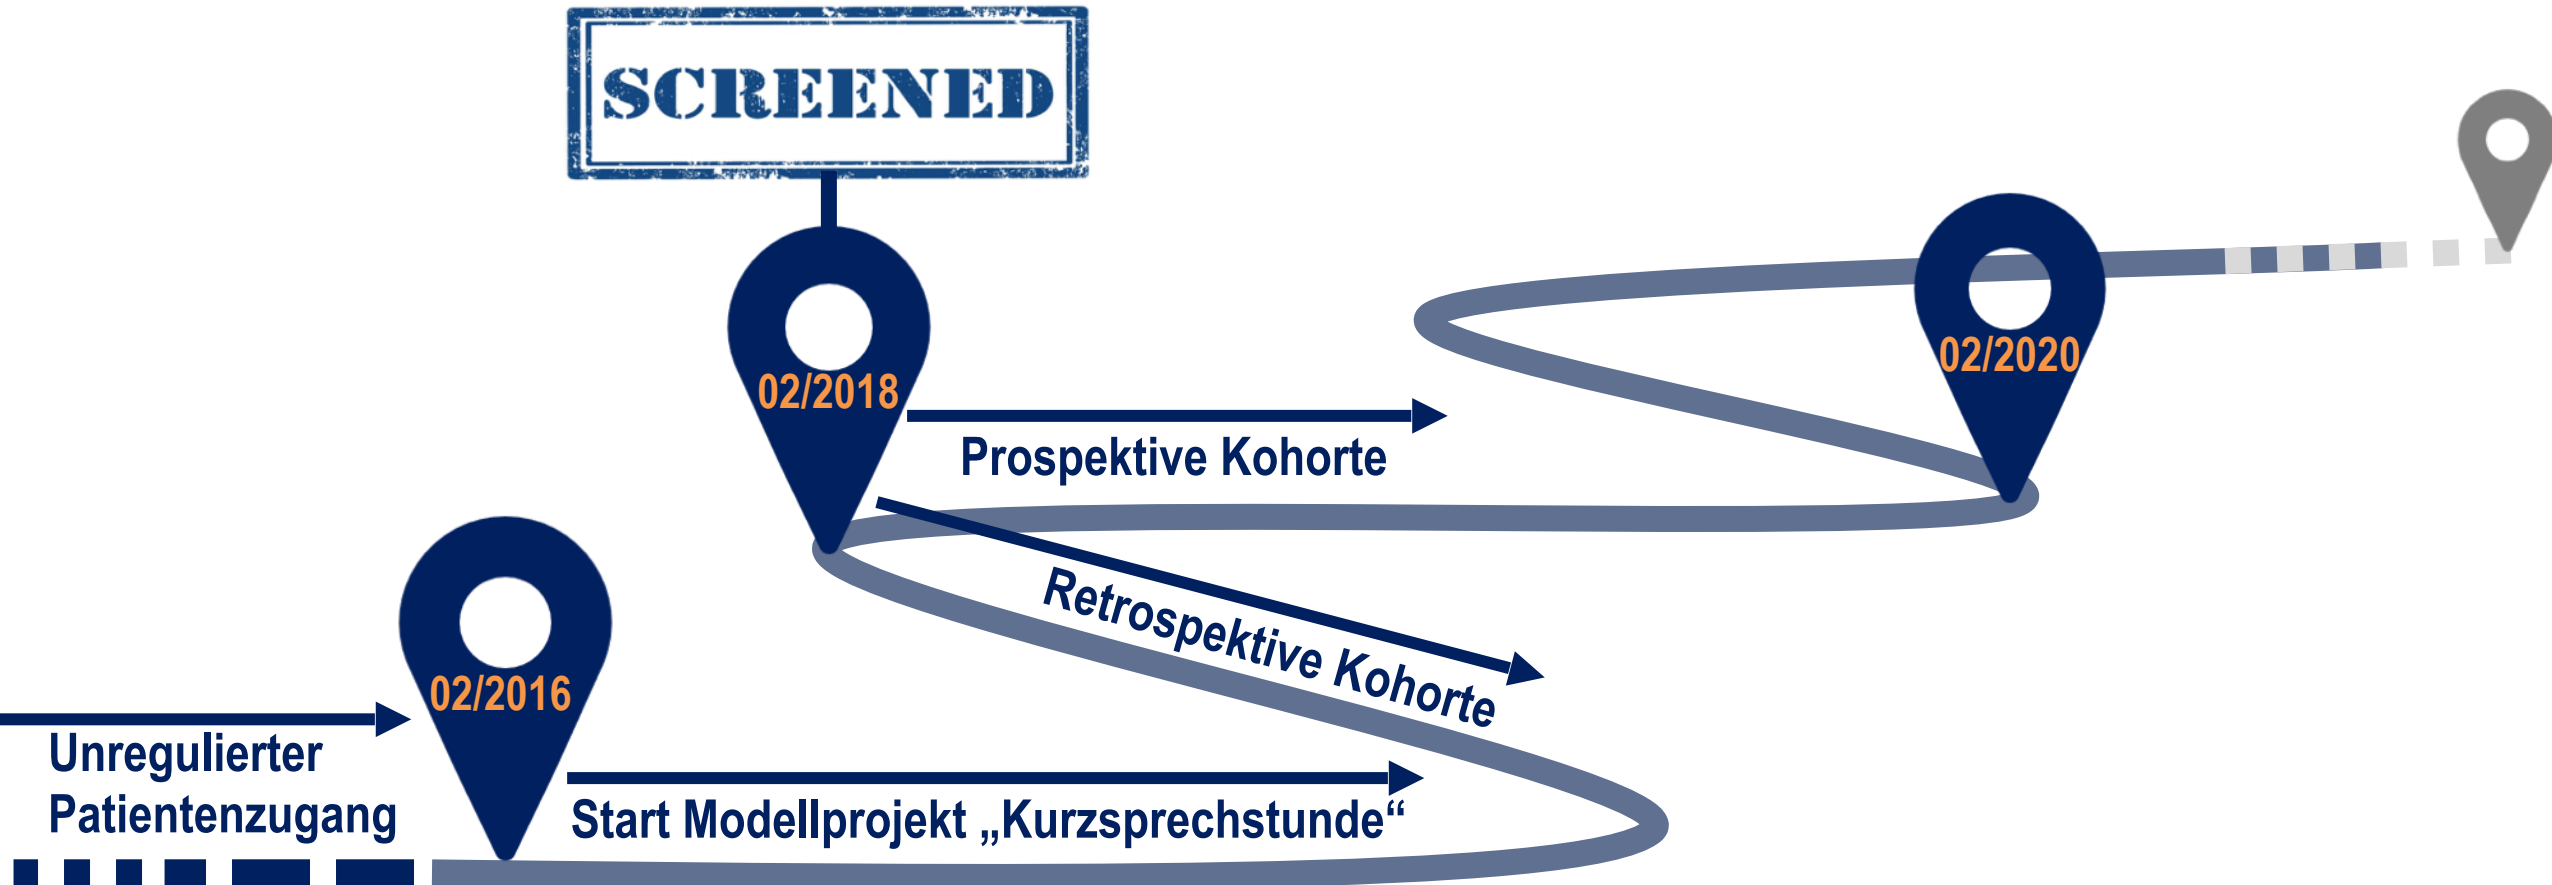 SCREENED
02/2018
02/2020
Prospektive Kohorte
Retrospektive Kohorte
02/2016
Unregulierter
Patientenzugang
Start Modellprojekt „Kurzsprechstunde“